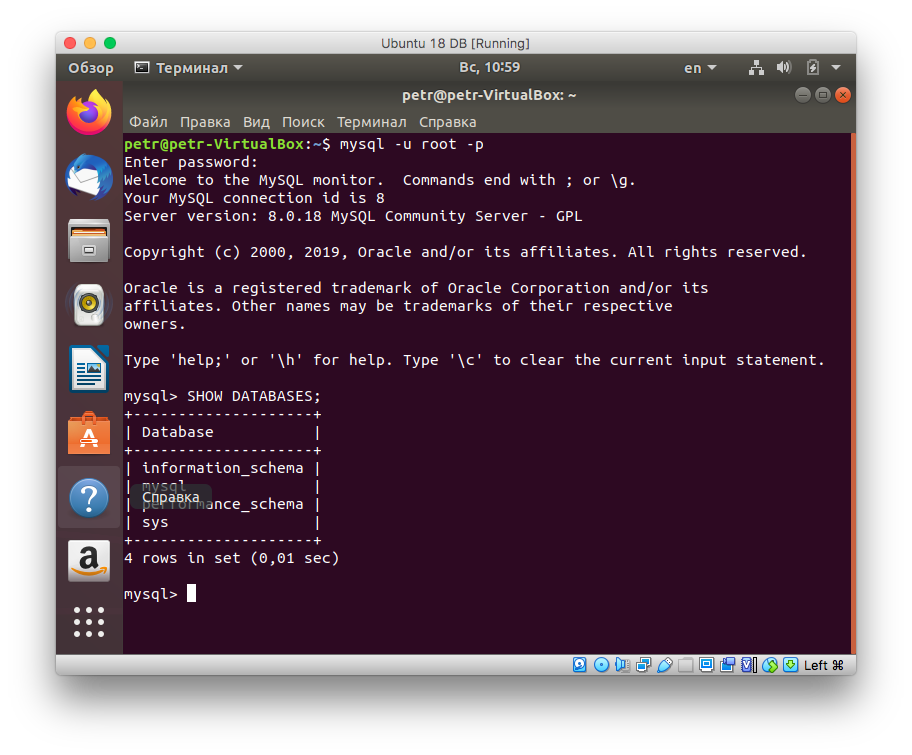 Ubuntu 18 DB [Running]
Обзор Терминал Вс, 10:59 en
petr@petr-VirtualBox: ~
Файл Правка Вид Поиск Терминал Справка
petr@petr-VirtualBox:~$ mysql -u root -p
Enter password:
Welcome to the MySQL monitor.  Commands end with ; or \g.
Your MySQL connection id is 8
Server version: 8.0.18 MySQL Community Server - GPL
Copyright (c) 2000, 2019, Oracle and/or its affiliates. All rights reserved.
Oracle is a registered trademark of Oracle Corporation and/or its
affiliates. Other names may be trademarks of their respective
owners.
Type 'help;' or '\h' for help. Type '\c' to clear the current input statement.
mysql> SHOW DATABASES;
+--------------------+
| Database           |
+--------------------+
| information_schema |
| mysql              |
Справка
| performance_schema |
| sys                |
+--------------------+
4 rows in set (0,01 sec)
mysql>
Left ⌘